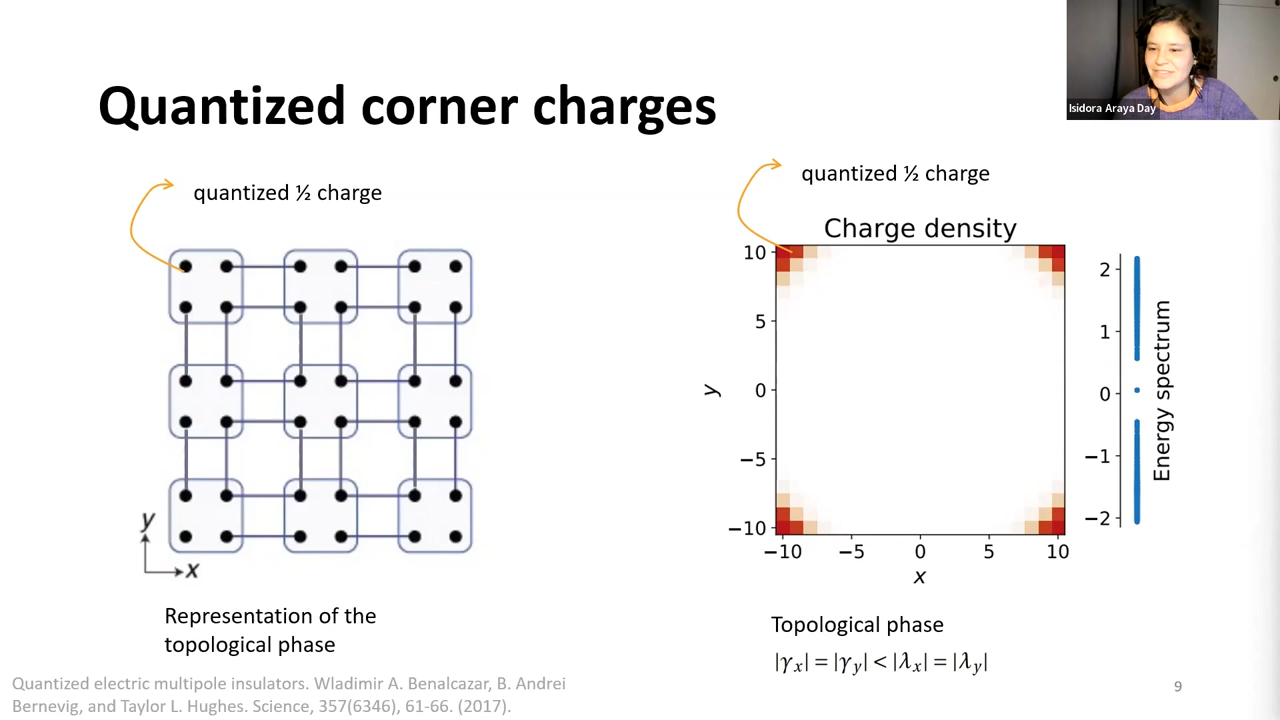 Isidora Araya Day
Quantized corner charges
quantized ½ charge
y
x
Representation of the
topological phase
quantized ½ charge
Charge density
10
5
0
−5
−10
y
−10 −5 0 5 10
x
2
1
0
−1
−2
Energy spectrum
Topological phase
|γx| = |γy| < |λx| = |λy|
Quantized electric multipole insulators. Wladimir A. Benalcazar, B. Andrei
Bernevig, and Taylor L. Hughes. Science, 357(6346), 61-66. (2017).
9